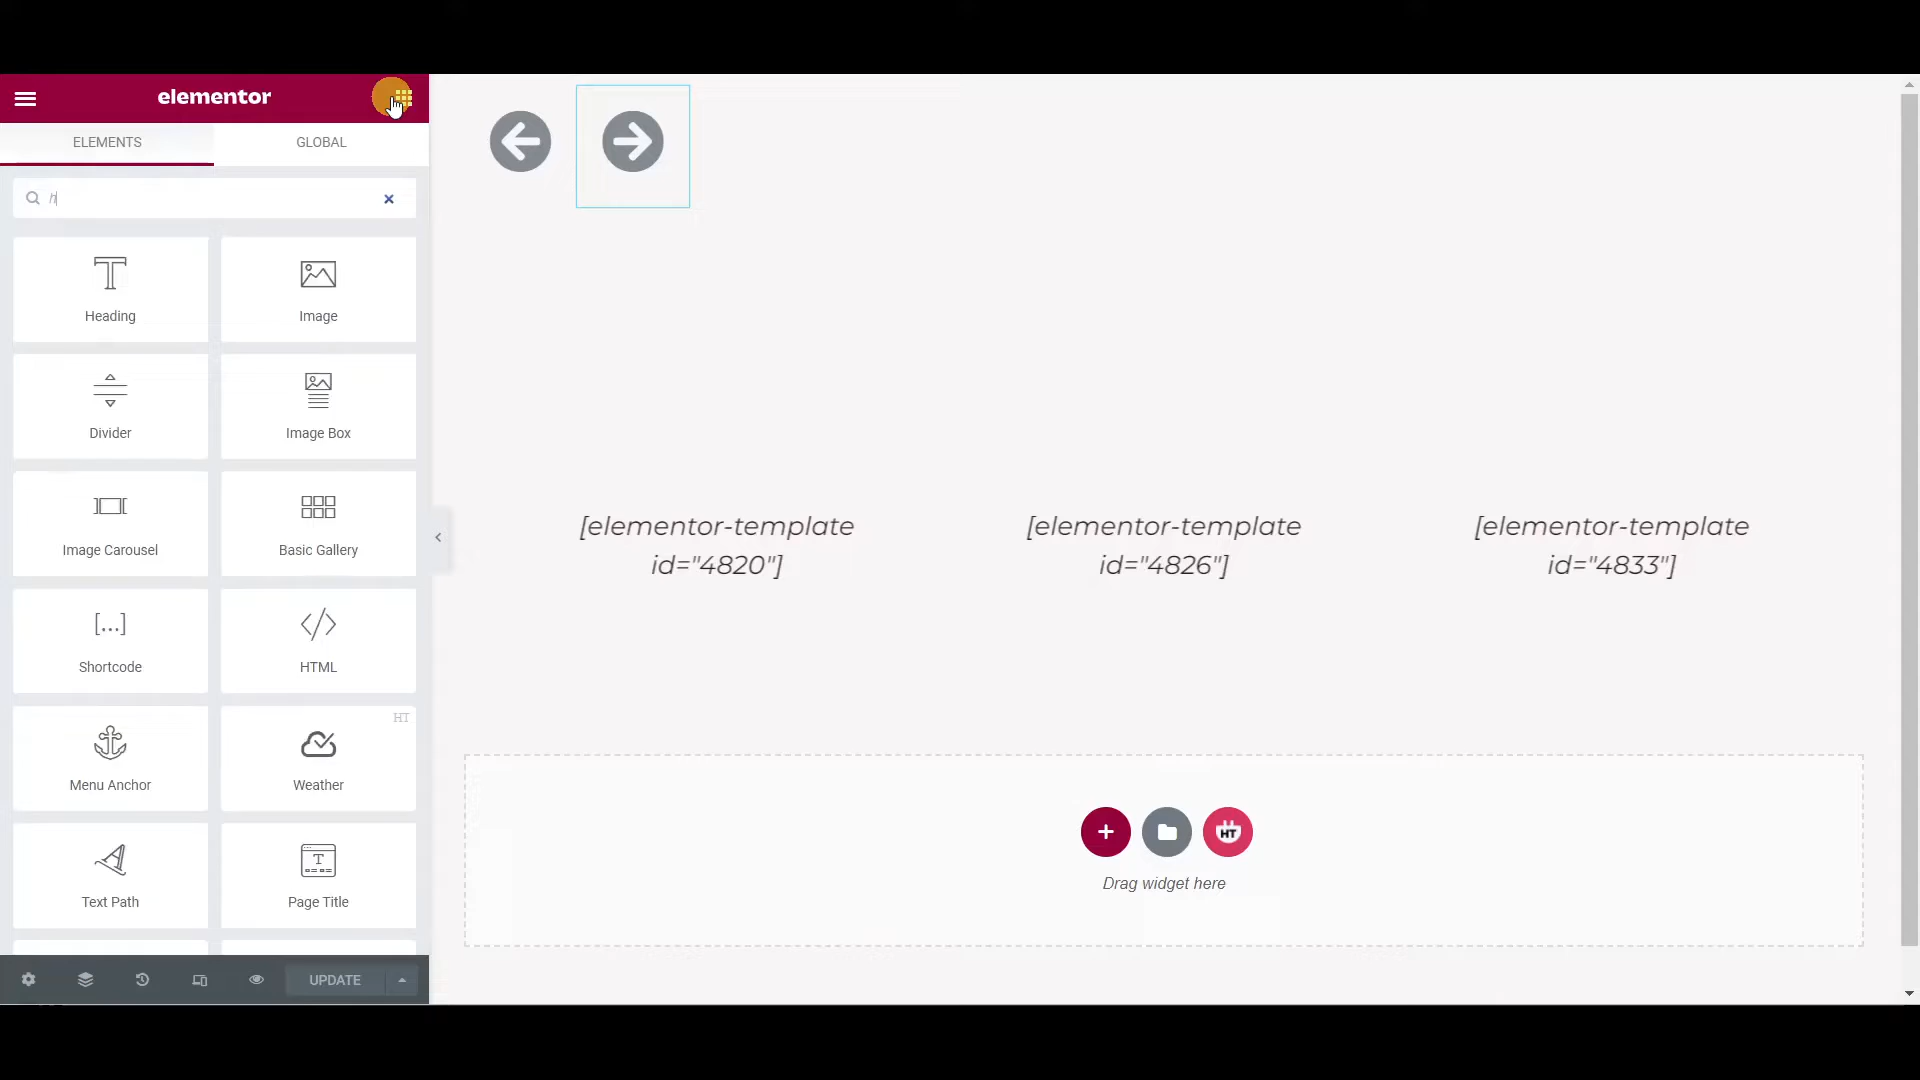 elementor
ELEMENTS
GLOBAL
h
Heading
Image
Divider
Image Box
Image Carousel
Basic Gallery
[...]
Shortcode
</>
HTML
HT
Menu Anchor
Weather
T
Text Path
Page Title
UPDATE
[elementor-template
id="4820"]
[elementor-template
id="4826"]
[elementor-template
id="4833"]
HT
Drag widget here